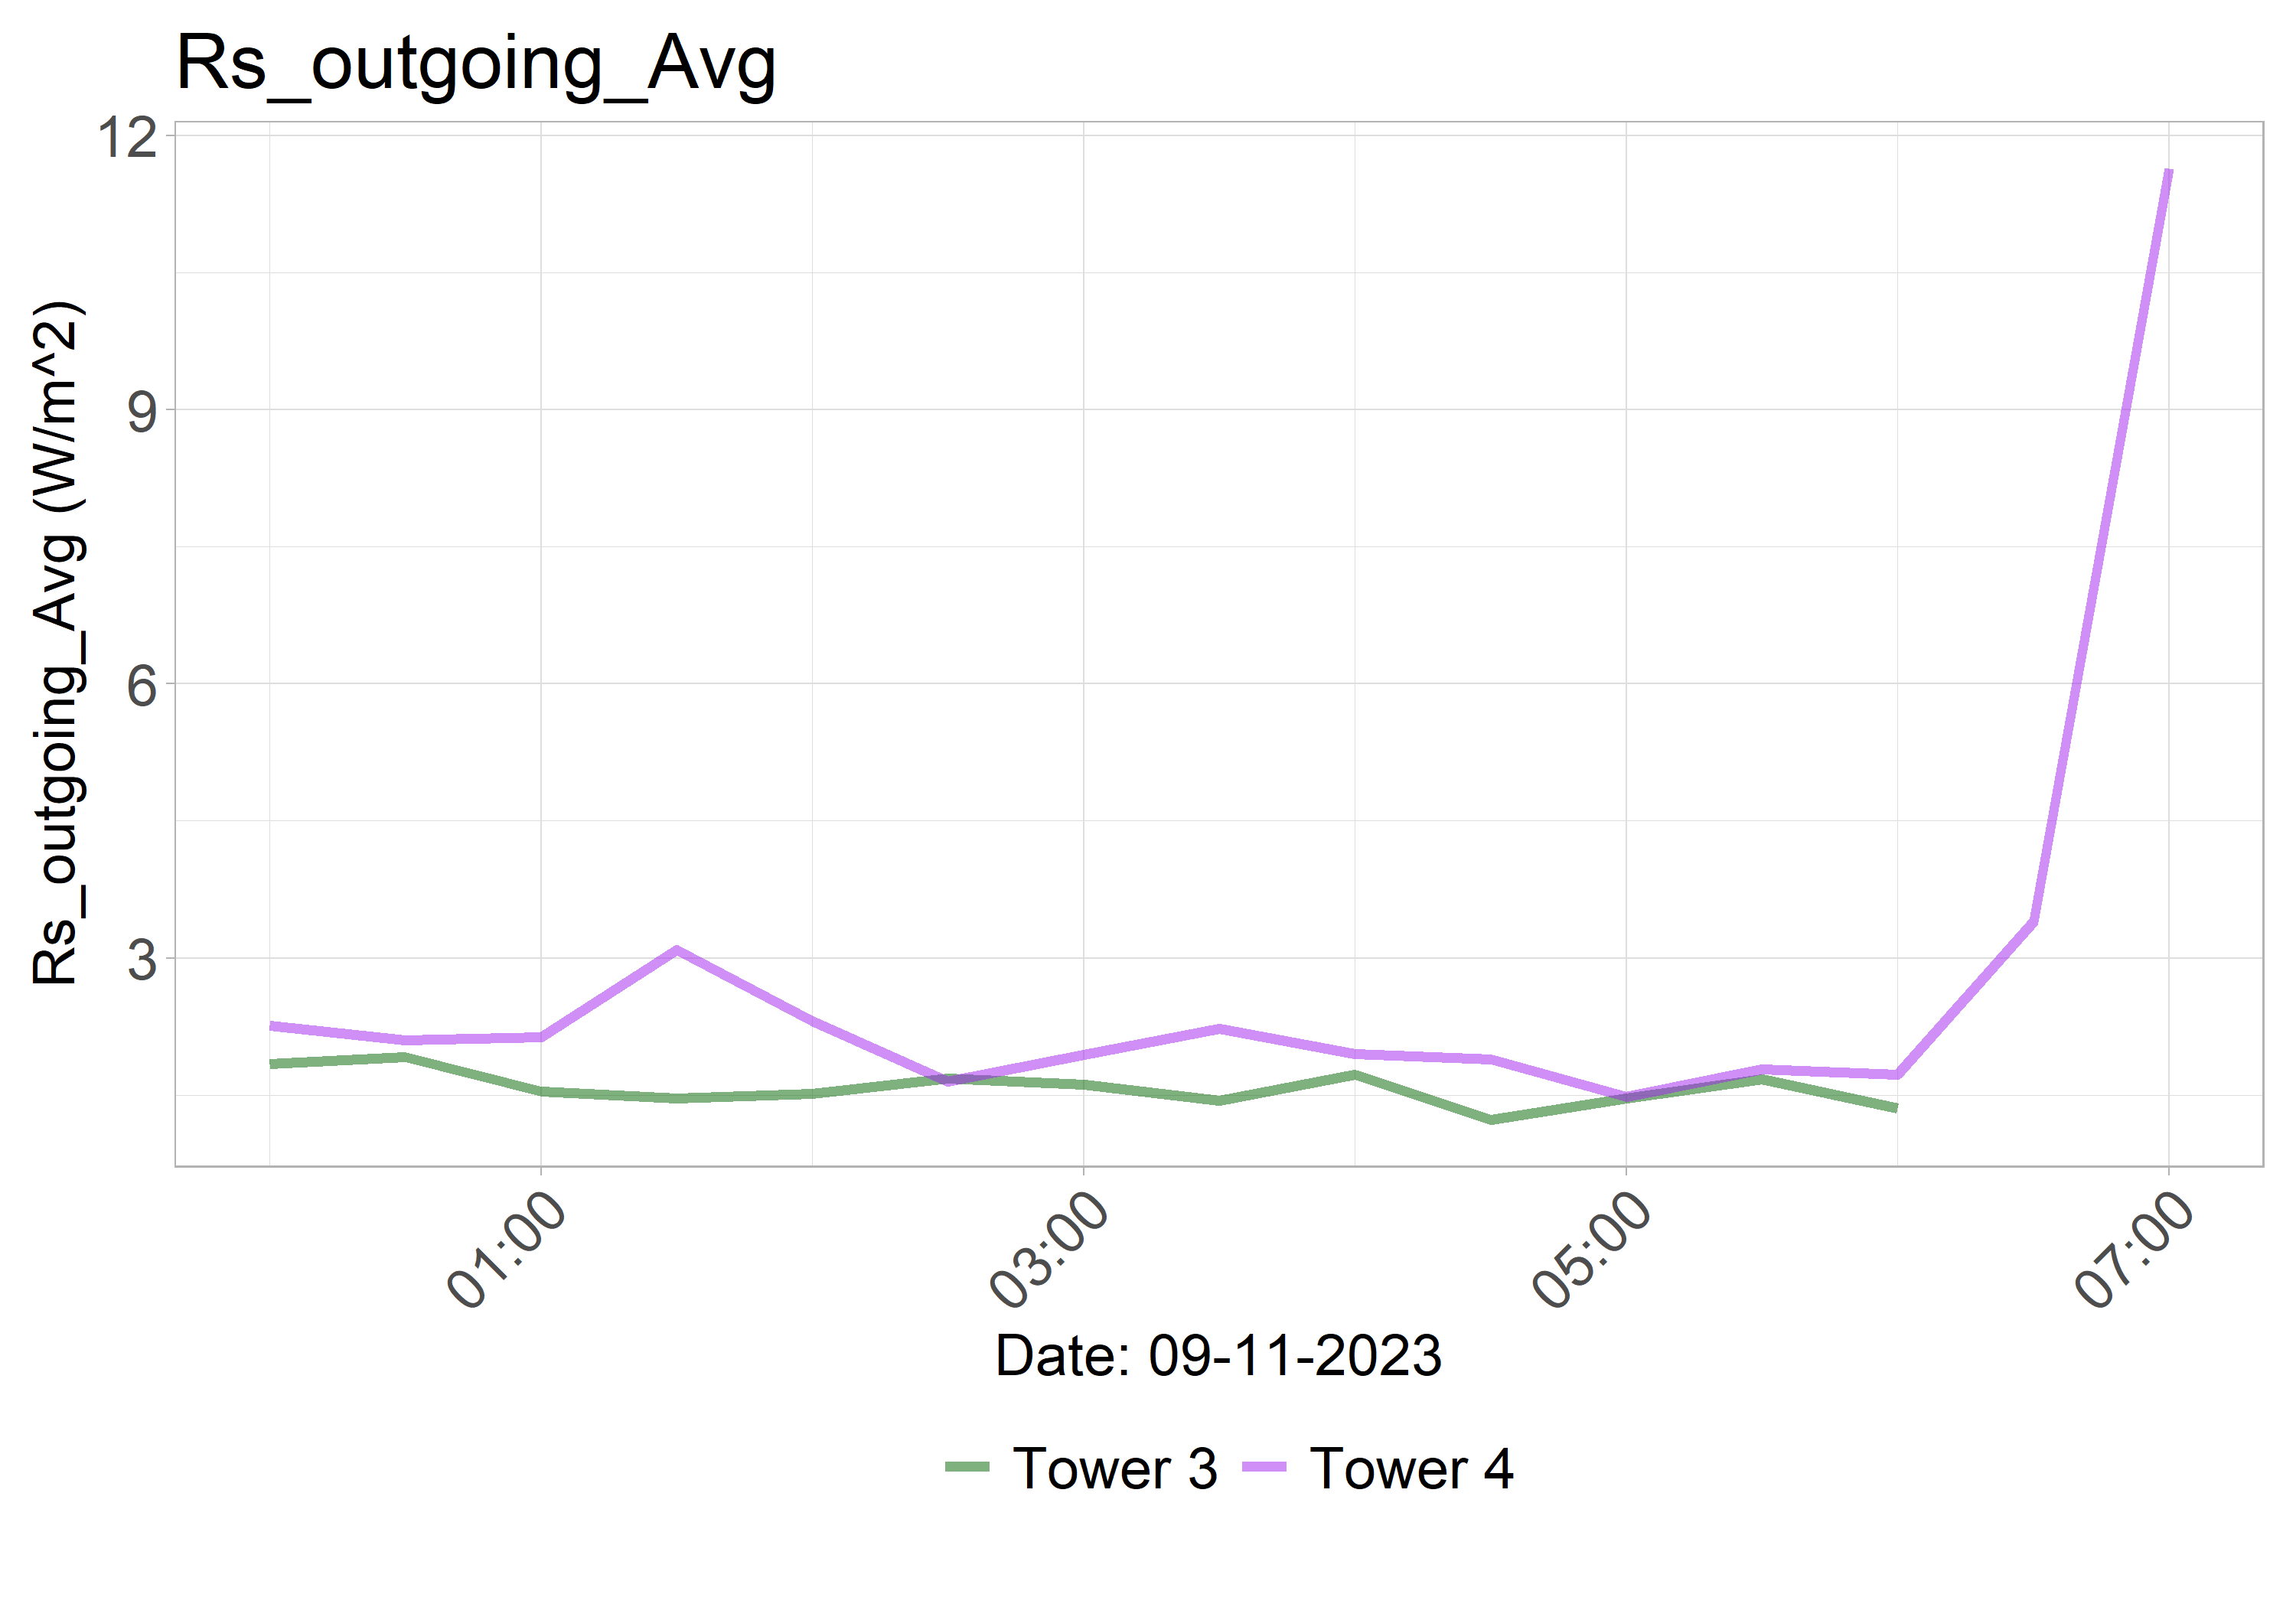 Rs_outgoing_Avg
Rs_outgoing_Avg (W/m^2)
12
9
6
3
01:00
03:00
05:00
07:00
Date: 09-11-2023
Tower 3
Tower 4